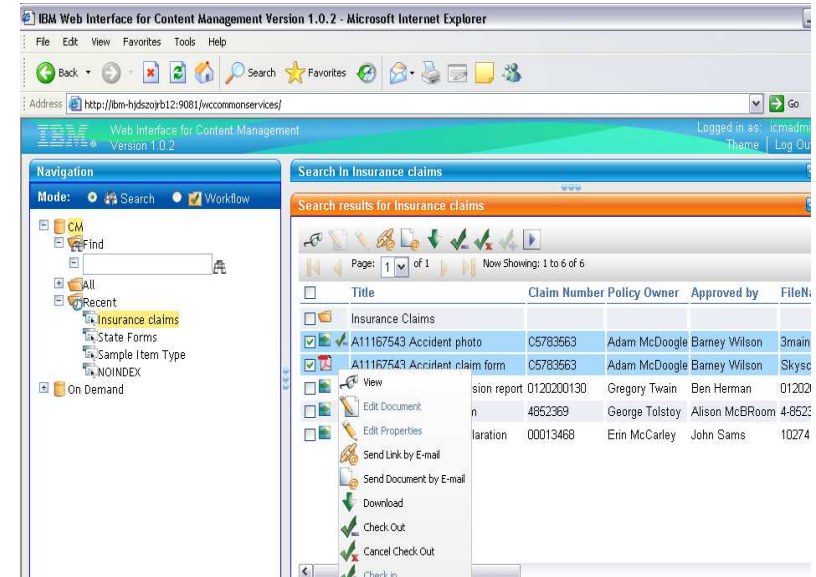 IBM Web Interface for Content Management Version 1.0.2 - Microsoft Internet Explorer
File Edit View Favorites Tools Help
Back Search Favorites
Address http://ibm-hjdszojrb12:9081/wccommonservices/ Go
IBM Web Interface for Content Management Logged in as: icmadmi
Version 1.0.2 Theme | Log Ou
Navigation
Mode: Search Workflow
CM
Find
All
Recent
Insurance claims
State Forms
Sample Item Type
NOINDEX
On Demand
Search In Insurance claims
Search results for Insurance claims
Page: 1 of 1 Now Showing: 1 to 6 of 6
Title Claim Number Policy Owner Approved by FileNa
Insurance Claims
A11167543 Accident photo C5783563 Adam McDoogle Barney Wilson 3main
A11167543 Accident claim form C5783563 Adam McDoogle Barney Wilson Skysc
sion report 0120200130 Gregory Twain Ben Herman 01202
m 4852369 George Tolstoy Alison McBRoom 4-8523
laration 00013468 Erin McCarley John Sams 10274
View
Edit Document
Edit Properties
Send Link by E-mail
Send Document by E-mail
Download
Check Out
Cancel Check Out
Check in